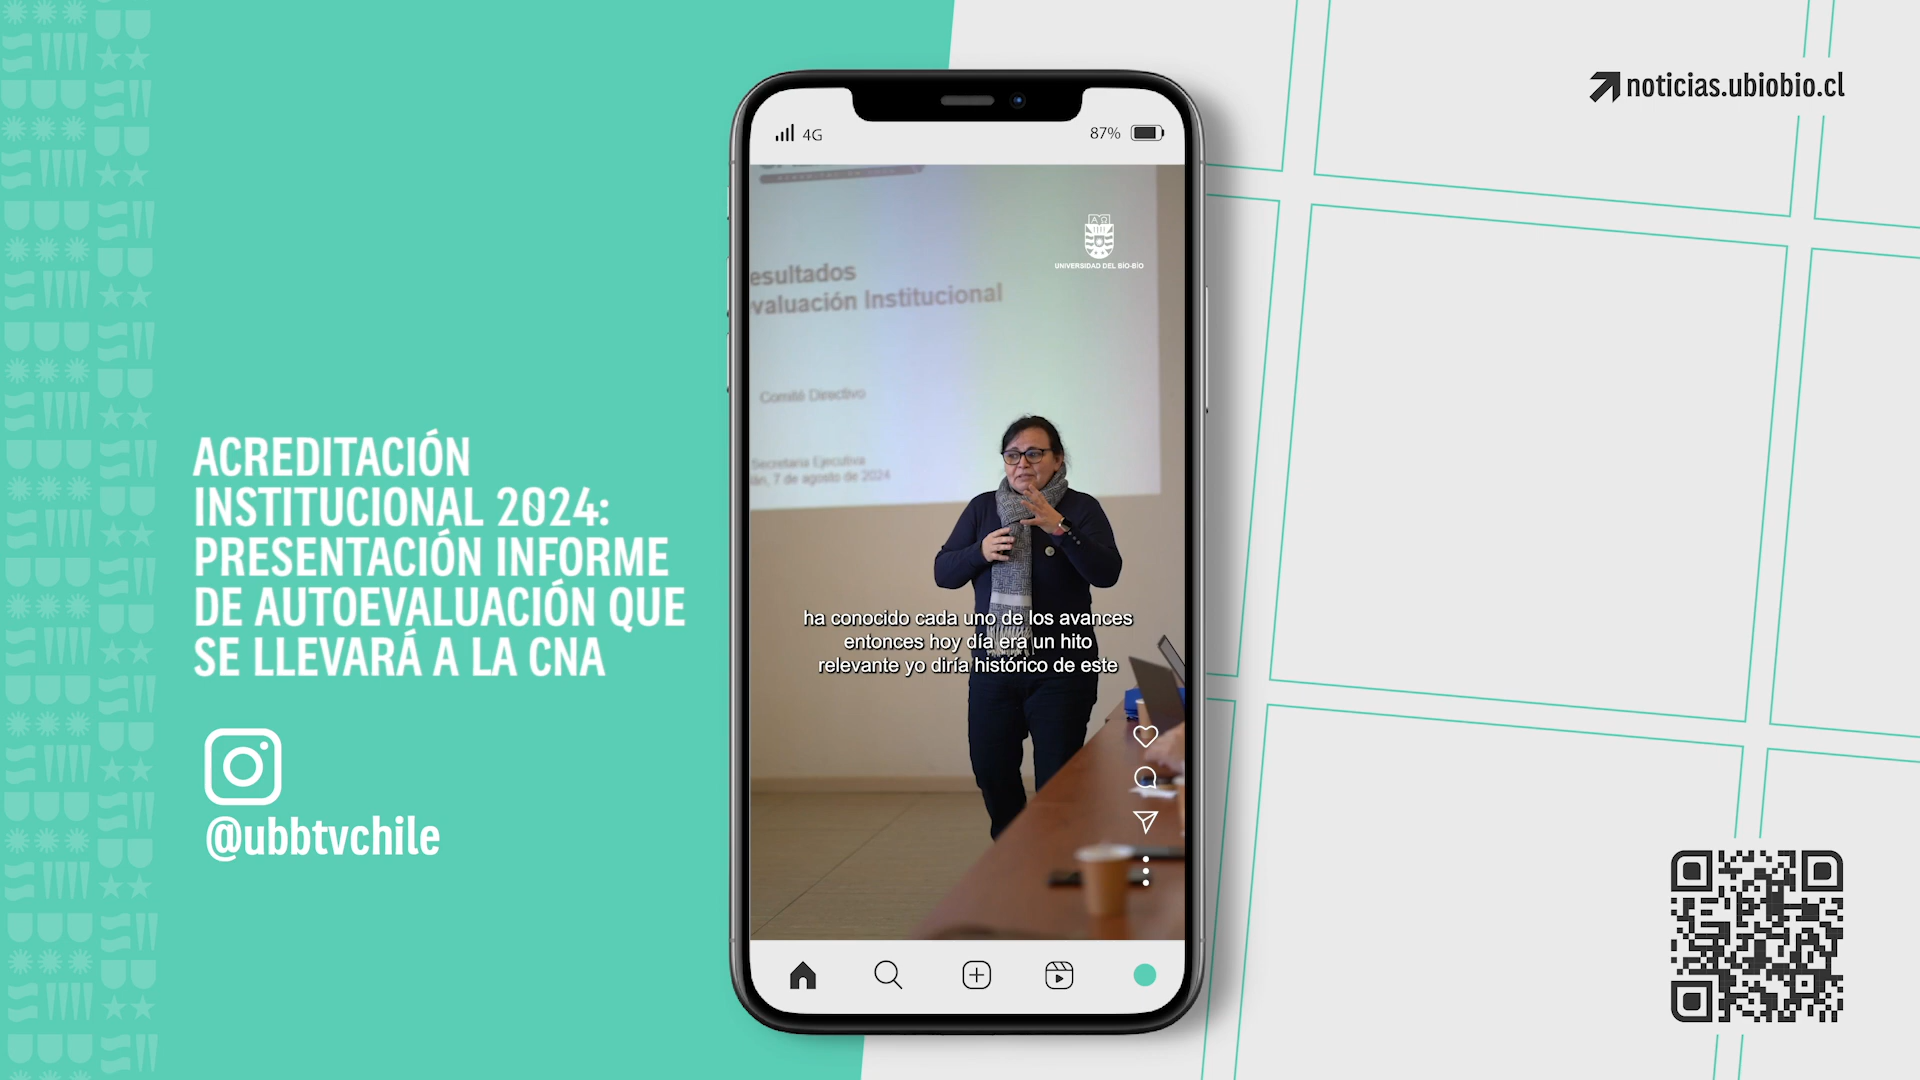 noticias.ubiobio.cl
4G
87%
UNIVERSIDAD DEL BÍO-BÍO
esultados
valuación Institucional
Comité Directivo
Secretaria Ejecutiva
án, 7 de agosto de 2024
ha conocido cada uno de los avances
entonces hoy día era un hito
relevante yo diría histórico de este
ACREDITACIÓN
INSTITUCIONAL 2024:
PRESENTACIÓN INFORME
DE AUTOEVALUACIÓN QUE
SE LLEVARÁ A LA CNA
@ubbtvchile